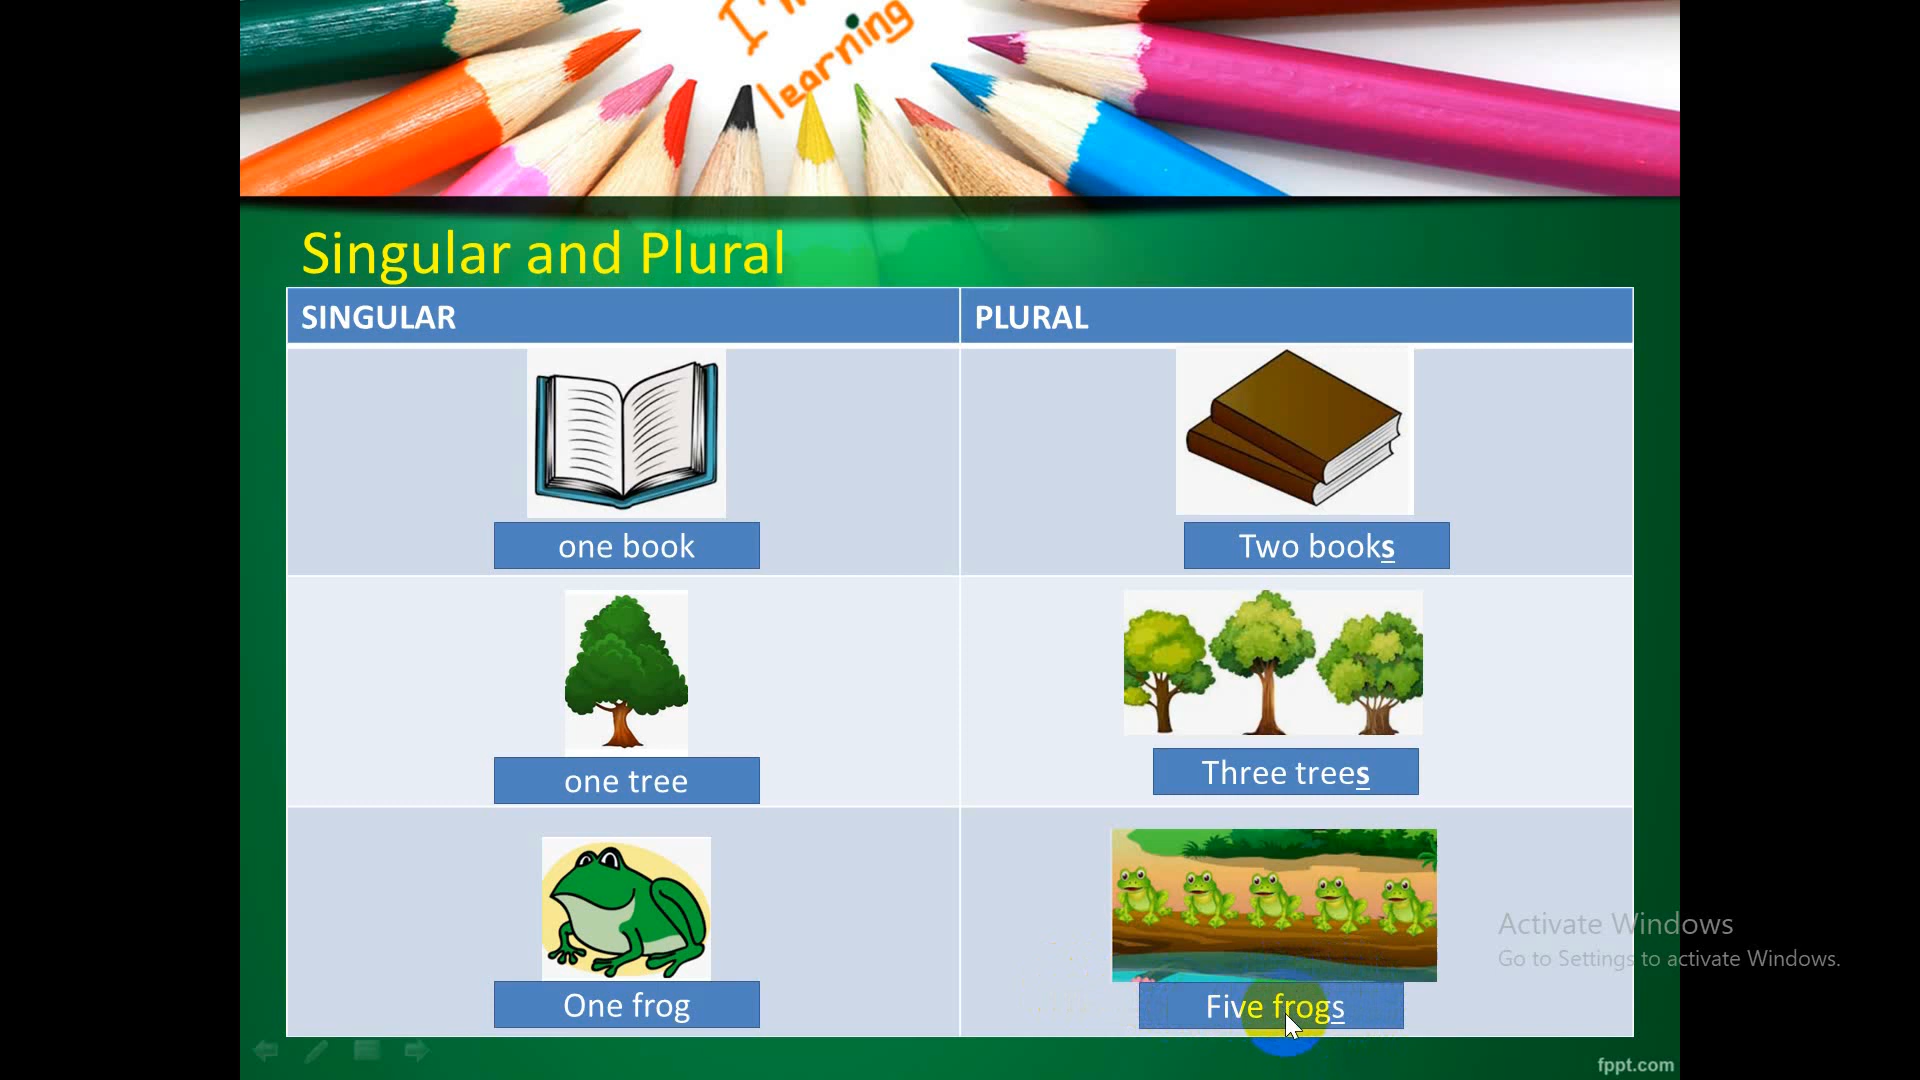 I'm
learning
Singular and Plural
SINGULAR
PLURAL
one book
Two books
one tree
Three trees
One frog
Five frogs
Activate Windows
Go to Settings to activate Windows.
fppt.com